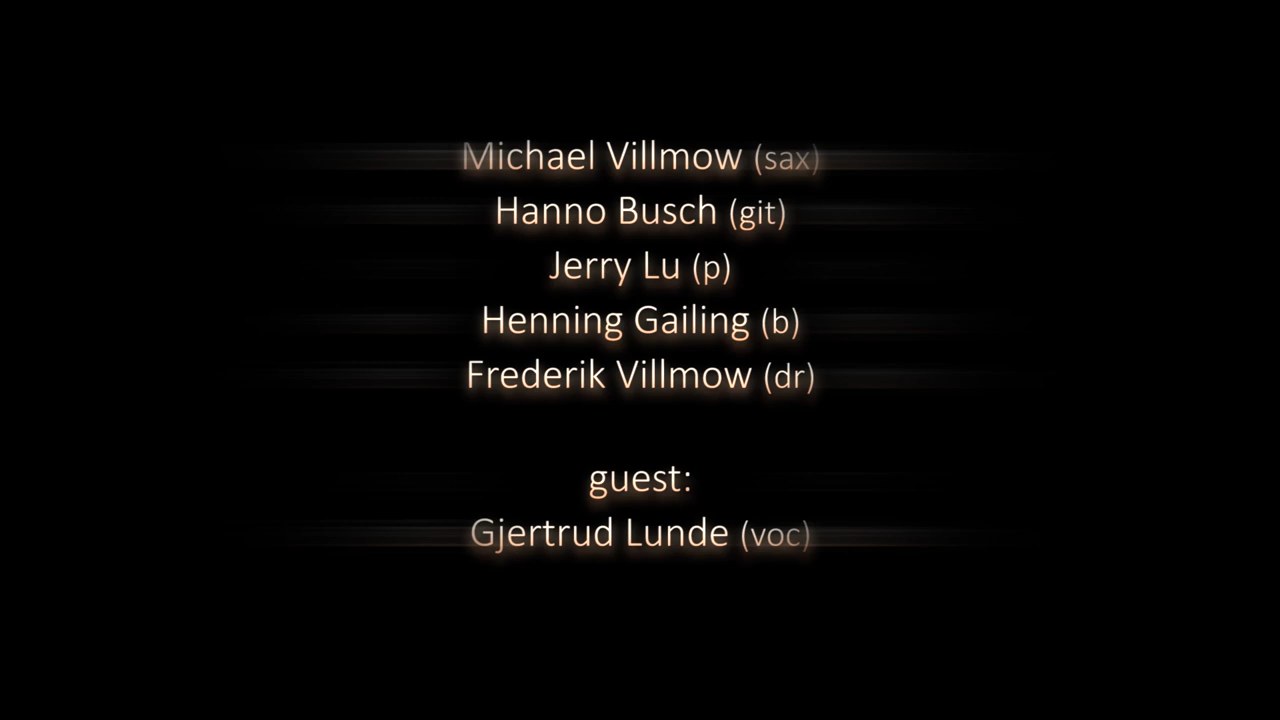 Michael Villmow (sax)
Hanno Busch (git)
Jerry Lu (p)
Henning Gailing (b)
Frederik Villmow (dr)
guest:
Gjertrud Lunde (voc)